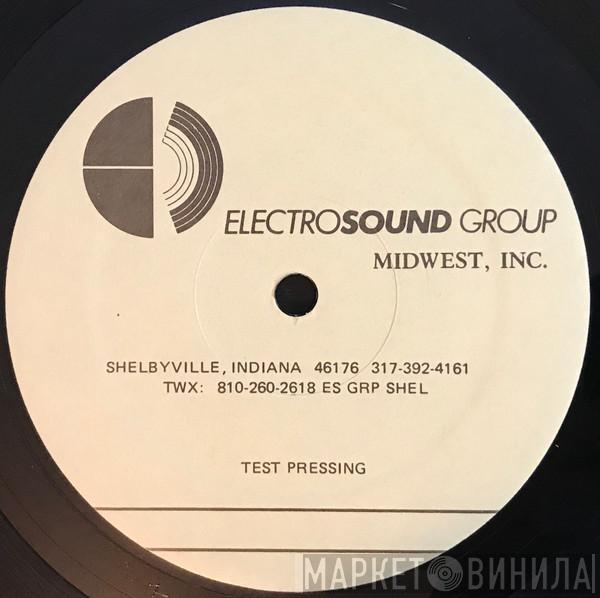 ELECTROSOUND GROUP
MIDWEST, INC.
SHELBYVILLE, INDIANA 46176 317-392-4161
TWX: 810-260-2618 ES GRP SHEL
TEST PRESSING
МАРКЕТ ВИНИЛА